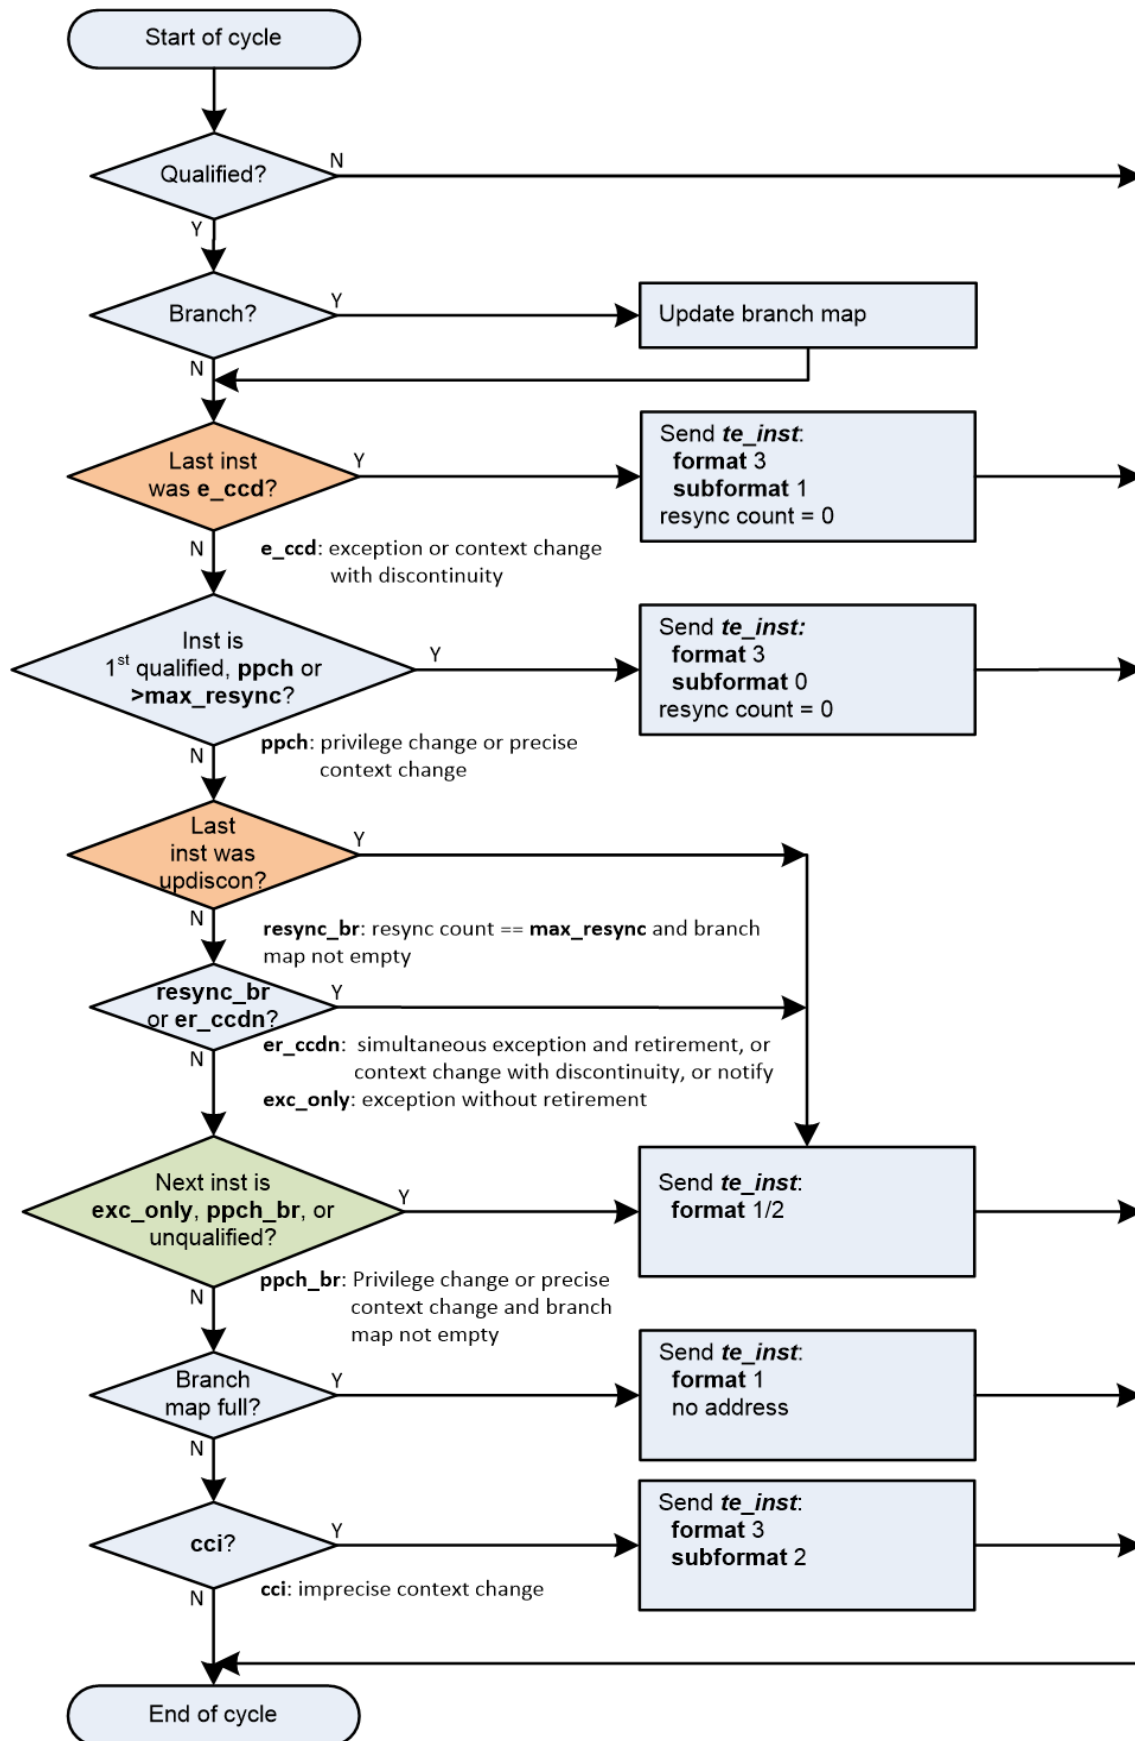 Start of cycle
Qualified?
N
Y
Branch?
Y
N
Update branch map
Last inst
was e_ccd?
Y
N
Send te_inst:
format 3
subformat 1
resync count = 0
e_ccd: exception or context change
with discontinuity
Inst is
1st qualified, ppch or
>max_resync?
Y
N
Send te_inst:
format 3
subformat 0
resync count = 0
ppch: privilege change or precise
context change
Last
inst was
updiscon?
Y
N
resync_br: resync count == max_resync and branch
map not empty
resync_br
or er_ccdn?
Y
N
er_ccdn: simultaneous exception and retirement, or
context change with discontinuity, or notify
exc_only: exception without retirement
Next inst is
exc_only, ppch_br, or
unqualified?
Y
N
Send te_inst:
format 1/2
ppch_br: Privilege change or precise
context change and branch
map not empty
Branch
map full?
Y
N
Send te_inst:
format 1
no address
cci?
Y
N
Send te_inst:
format 3
subformat 2
cci: imprecise context change
End of cycle